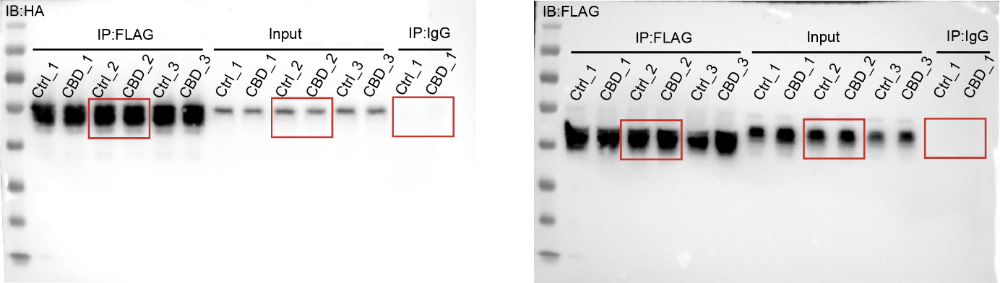 IB:HA
IP:FLAG
Input
IP:IgG
Ctrl_1
CBD_1
Ctrl_2
CBD_2
Ctrl_3
CBD_3
Ctrl_1
CBD_1
Ctrl_2
CBD_2
Ctrl_3
CBD_3
Ctrl_1
CBD_1
IB:FLAG
IP:FLAG
Input
IP:IgG
Ctrl_1
CBD_1
Ctrl_2
CBD_2
Ctrl_3
CBD_3
Ctrl_1
CBD_1
Ctrl_2
CBD_2
Ctrl_3
CBD_3
Ctrl_1
CBD_1